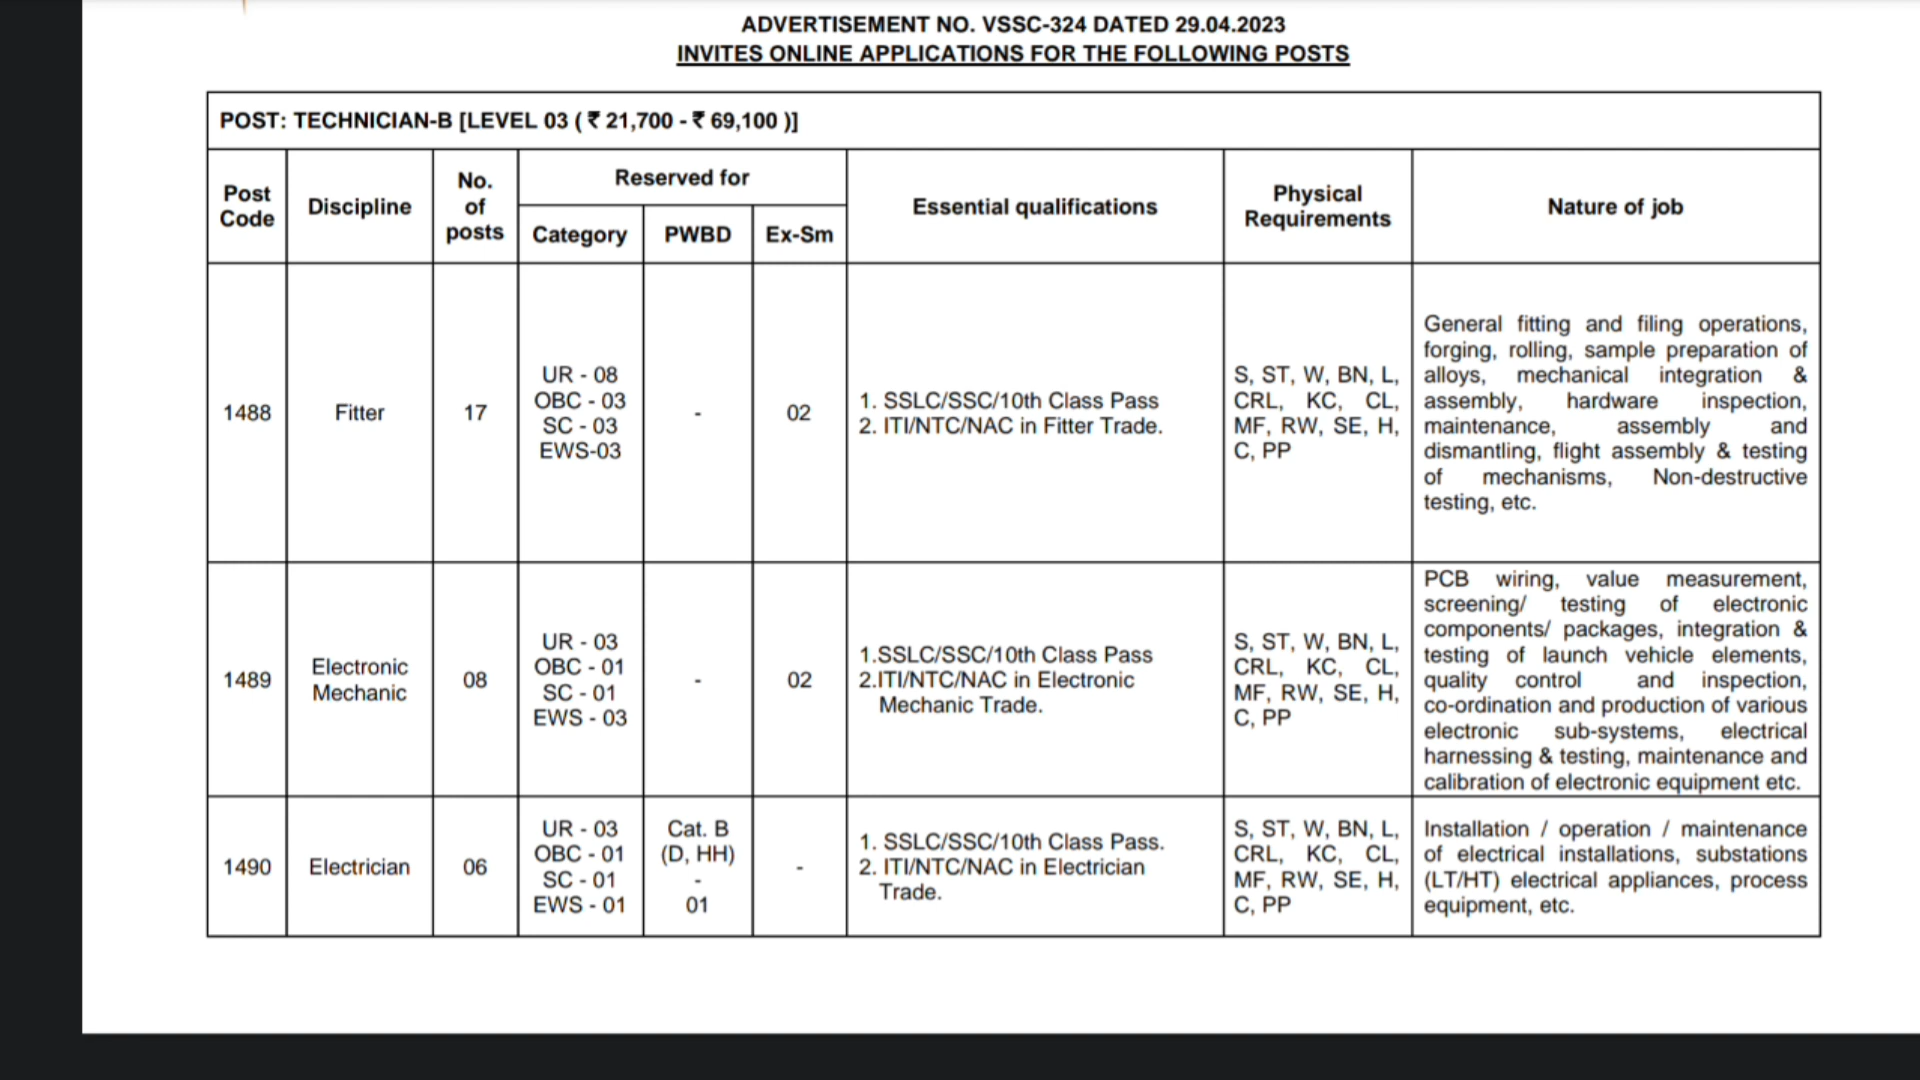 ADVERTISEMENT NO. VSSC-324 DATED 29.04.2023
INVITES ONLINE APPLICATIONS FOR THE FOLLOWING POSTS
POST: TECHNICIAN-B [LEVEL 03 ( ₹ 21,700 - ₹ 69,100 )]
Post
Code
Discipline
No.
of
posts
Reserved for
Category
PWBD
Ex-Sm
Essential qualifications
Physical
Requirements
Nature of job
1488
Fitter
17
UR - 08
OBC - 03
SC - 03
EWS-03
-
02
1. SSLC/SSC/10th Class Pass
2. ITI/NTC/NAC in Fitter Trade.
S, ST, W, BN, L,
CRL, KC, CL,
MF, RW, SE, H,
C, PP
General fitting and filing operations,
forging, rolling, sample preparation of
alloys, mechanical integration &
assembly, hardware inspection,
maintenance, assembly and
dismantling, flight assembly & testing
of mechanisms, Non-destructive
testing, etc.
1489
Electronic
Mechanic
08
UR - 03
OBC - 01
SC - 01
EWS - 03
-
02
1.SSLC/SSC/10th Class Pass
2.ITI/NTC/NAC in Electronic
Mechanic Trade.
S, ST, W, BN, L,
CRL, KC, CL,
MF, RW, SE, H,
C, PP
PCB wiring, value measurement,
screening/ testing of electronic
components/ packages, integration &
testing of launch vehicle elements,
quality control and inspection,
co-ordination and production of various
electronic sub-systems, electrical
harnessing & testing, maintenance and
calibration of electronic equipment etc.
1490
Electrician
06
UR - 03
OBC - 01
SC - 01
EWS - 01
Cat. B
(D, HH)
-
01
-
1. SSLC/SSC/10th Class Pass.
2. ITI/NTC/NAC in Electrician
Trade.
S, ST, W, BN, L,
CRL, KC, CL,
MF, RW, SE, H,
C, PP
Installation / operation / maintenance
of electrical installations, substations
(LT/HT) electrical appliances, process
equipment, etc.